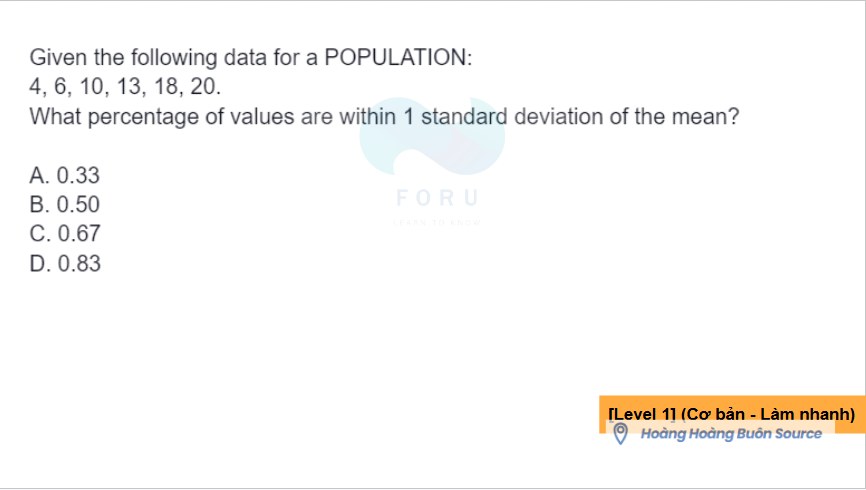 Given the following data for a POPULATION:
4, 6, 10, 13, 18, 20.
What percentage of values are within 1 standard deviation of the mean?
A. 0.33
B. 0.50
C. 0.67
D. 0.83
FORU
[Level 1] (Cơ bản - Làm nhanh)
Hoàng Hoàng Buôn Source